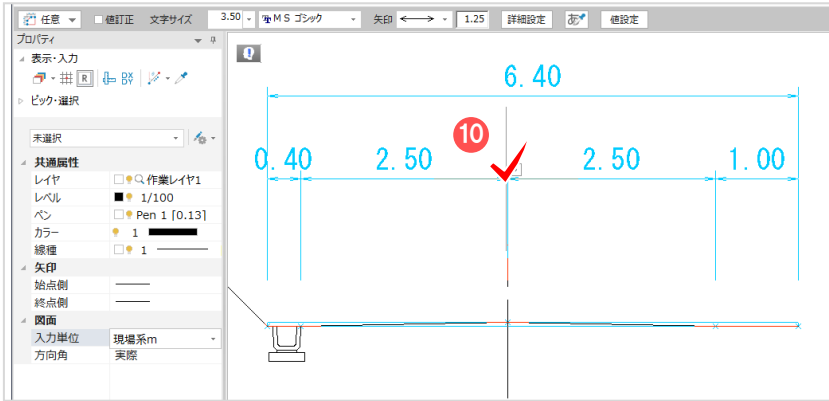 任意 値訂正 文字サイズ 3.50 MS ゴシック 矢印 1.25 詳細設定 あ 値設定
プロパティ
表示・入力
R DX DY
ピック・選択
未選択
共通属性
レイヤ 作業レイヤ1
レベル 1/100
ペン Pen 1 [0.13]
カラー 1
線種 1
矢印
始点側
終点側
図面
入力単位 現場系m
方向角 実際
6.40
10
0.40 2.50 2.50 1.00